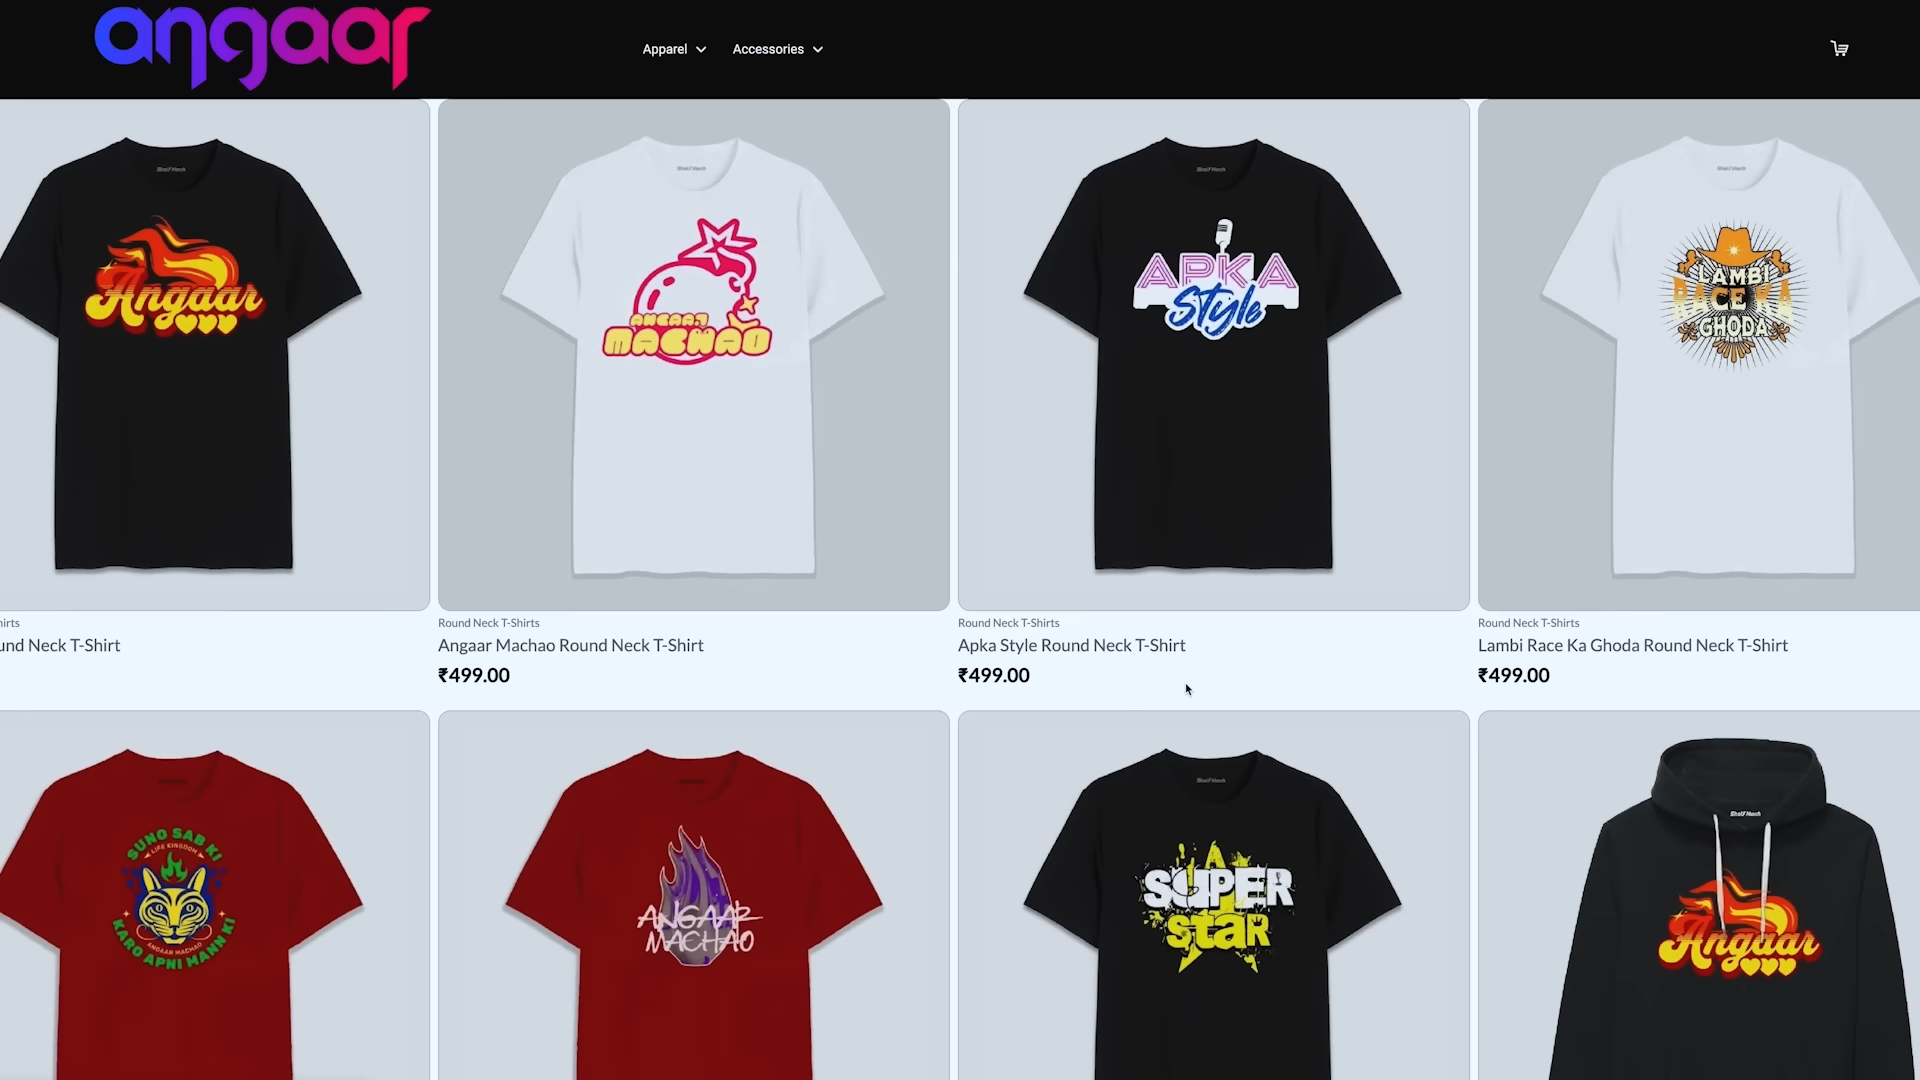 angaar
Apparel
Accessories
Angaar
ANGAAR
MACHAO
APKA
Style
LAMBI
RACE KA
GHODA
hirts
Round Neck T-Shirts
Round Neck T-Shirts
Round Neck T-Shirts
und Neck T-Shirt
Angaar Machao Round Neck T-Shirt
Apka Style Round Neck T-Shirt
Lambi Race Ka Ghoda Round Neck T-Shirt
₹499.00
₹499.00
₹499.00
SUNO SAB KI
LIFE KINGDOM
ANGAAR MACHAO
KARO APNI MANN KI
ANGAAR
MACHAO
SUPER
STAR
Angaar